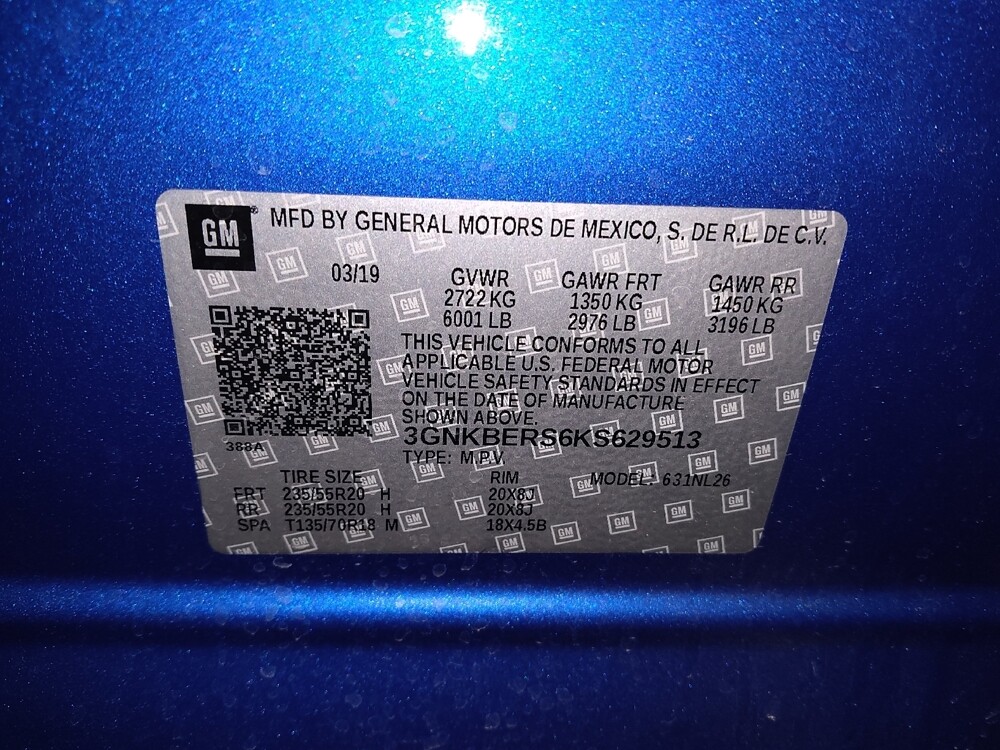 GM® MFD BY GENERAL MOTORS DE MEXICO, S. DE R.L. DE C.V.
03/19 GVWR GAWR FRT GAWR RR
2722 KG 1350 KG 1450 KG
6001 LB 2976 LB 3196 LB
THIS VEHICLE CONFORMS TO ALL
APPLICABLE U.S. FEDERAL MOTOR
VEHICLE SAFETY STANDARDS IN EFFECT
ON THE DATE OF MANUFACTURE
SHOWN ABOVE.
388A 3GNKBERS6KS629513
TYPE: M.P.V.
TIRE SIZE RIM MODEL: 631NL26
FRT 235/55R20 H 20X8J
RR 235/55R20 H 20X8J
SPA T135/70R18 M 18X4.5B